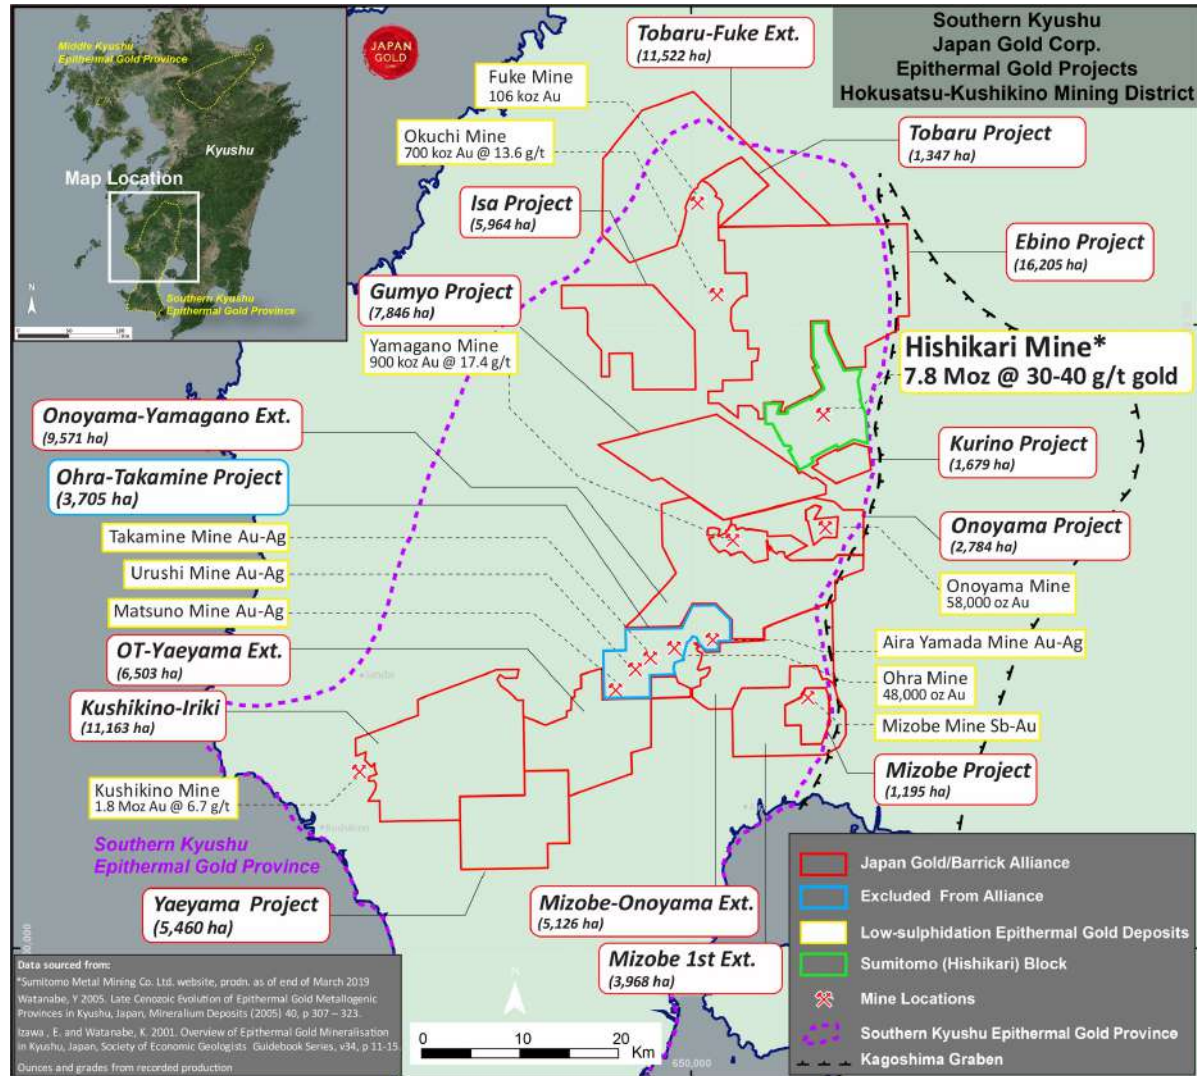 Middle Kyushu
Epithermal Gold Province
Kyushu
Map Location
Southern Kyushu
Epithermal Gold Province
N
0
50
100
km
JAPAN
GOLD
Southern Kyushu
Japan Gold Corp.
Epithermal Gold Projects
Hokusatsu-Kushikino Mining District
Tobaru-Fuke Ext.
(11,522 ha)
Fuke Mine
106 koz Au
Okuchi Mine
700 koz Au @ 13.6 g/t
Tobaru Project
(1,347 ha)
Isa Project
(5,964 ha)
Ebino Project
(16,205 ha)
Gumyo Project
(7,846 ha)
Yamagano Mine
900 koz Au @ 17.4 g/t
Hishikari Mine*
7.8 Moz @ 30-40 g/t gold
Onoyama-Yamagano Ext.
(9,571 ha)
Kurino Project
(1,679 ha)
Ohra-Takamine Project
(3,705 ha)
Onoyama Project
(2,784 ha)
Takamine Mine Au-Ag
Urushi Mine Au-Ag
Matsuno Mine Au-Ag
Onoyama Mine
58,000 oz Au
Aira Yamada Mine Au-Ag
OT-Yaeyama Ext.
(6,503 ha)
Ohra Mine
48,000 oz Au
Kushikino-Iriki
(11,163 ha)
Mizobe Mine Sb-Au
Mizobe Project
(1,195 ha)
Kushikino Mine
1.8 Moz Au @ 6.7 g/t
Southern Kyushu
Epithermal Gold Province
Yaeyama Project
(5,460 ha)
Mizobe-Onoyama Ext.
(5,126 ha)
Mizobe 1st Ext.
(3,968 ha)
Japan Gold/Barrick Alliance
Excluded From Alliance
Low-sulphidation Epithermal Gold Deposits
Sumitomo (Hishikari) Block
Mine Locations
Southern Kyushu Epithermal Gold Province
Kagoshima Graben
Data sourced from:
*Sumitomo Metal Mining Co. Ltd. website, prodn. as of end of March 2019
Watanabe, Y 2005. Late Cenozoic Evolution of Epithermal Gold Metallogenic
Provinces in Kyushu, Japan, Mineralium Deposits (2005) 40, p 307 – 323.
Izawa , E. and Watanabe, K. 2001. Overview of Epithermal Gold Mineralisation
in Kyushu, Japan, Society of Economic Geologists Guidebook Series, v34, p 11-15.
Ounces and grades from recorded production
N
0
10
20
Km
650,000